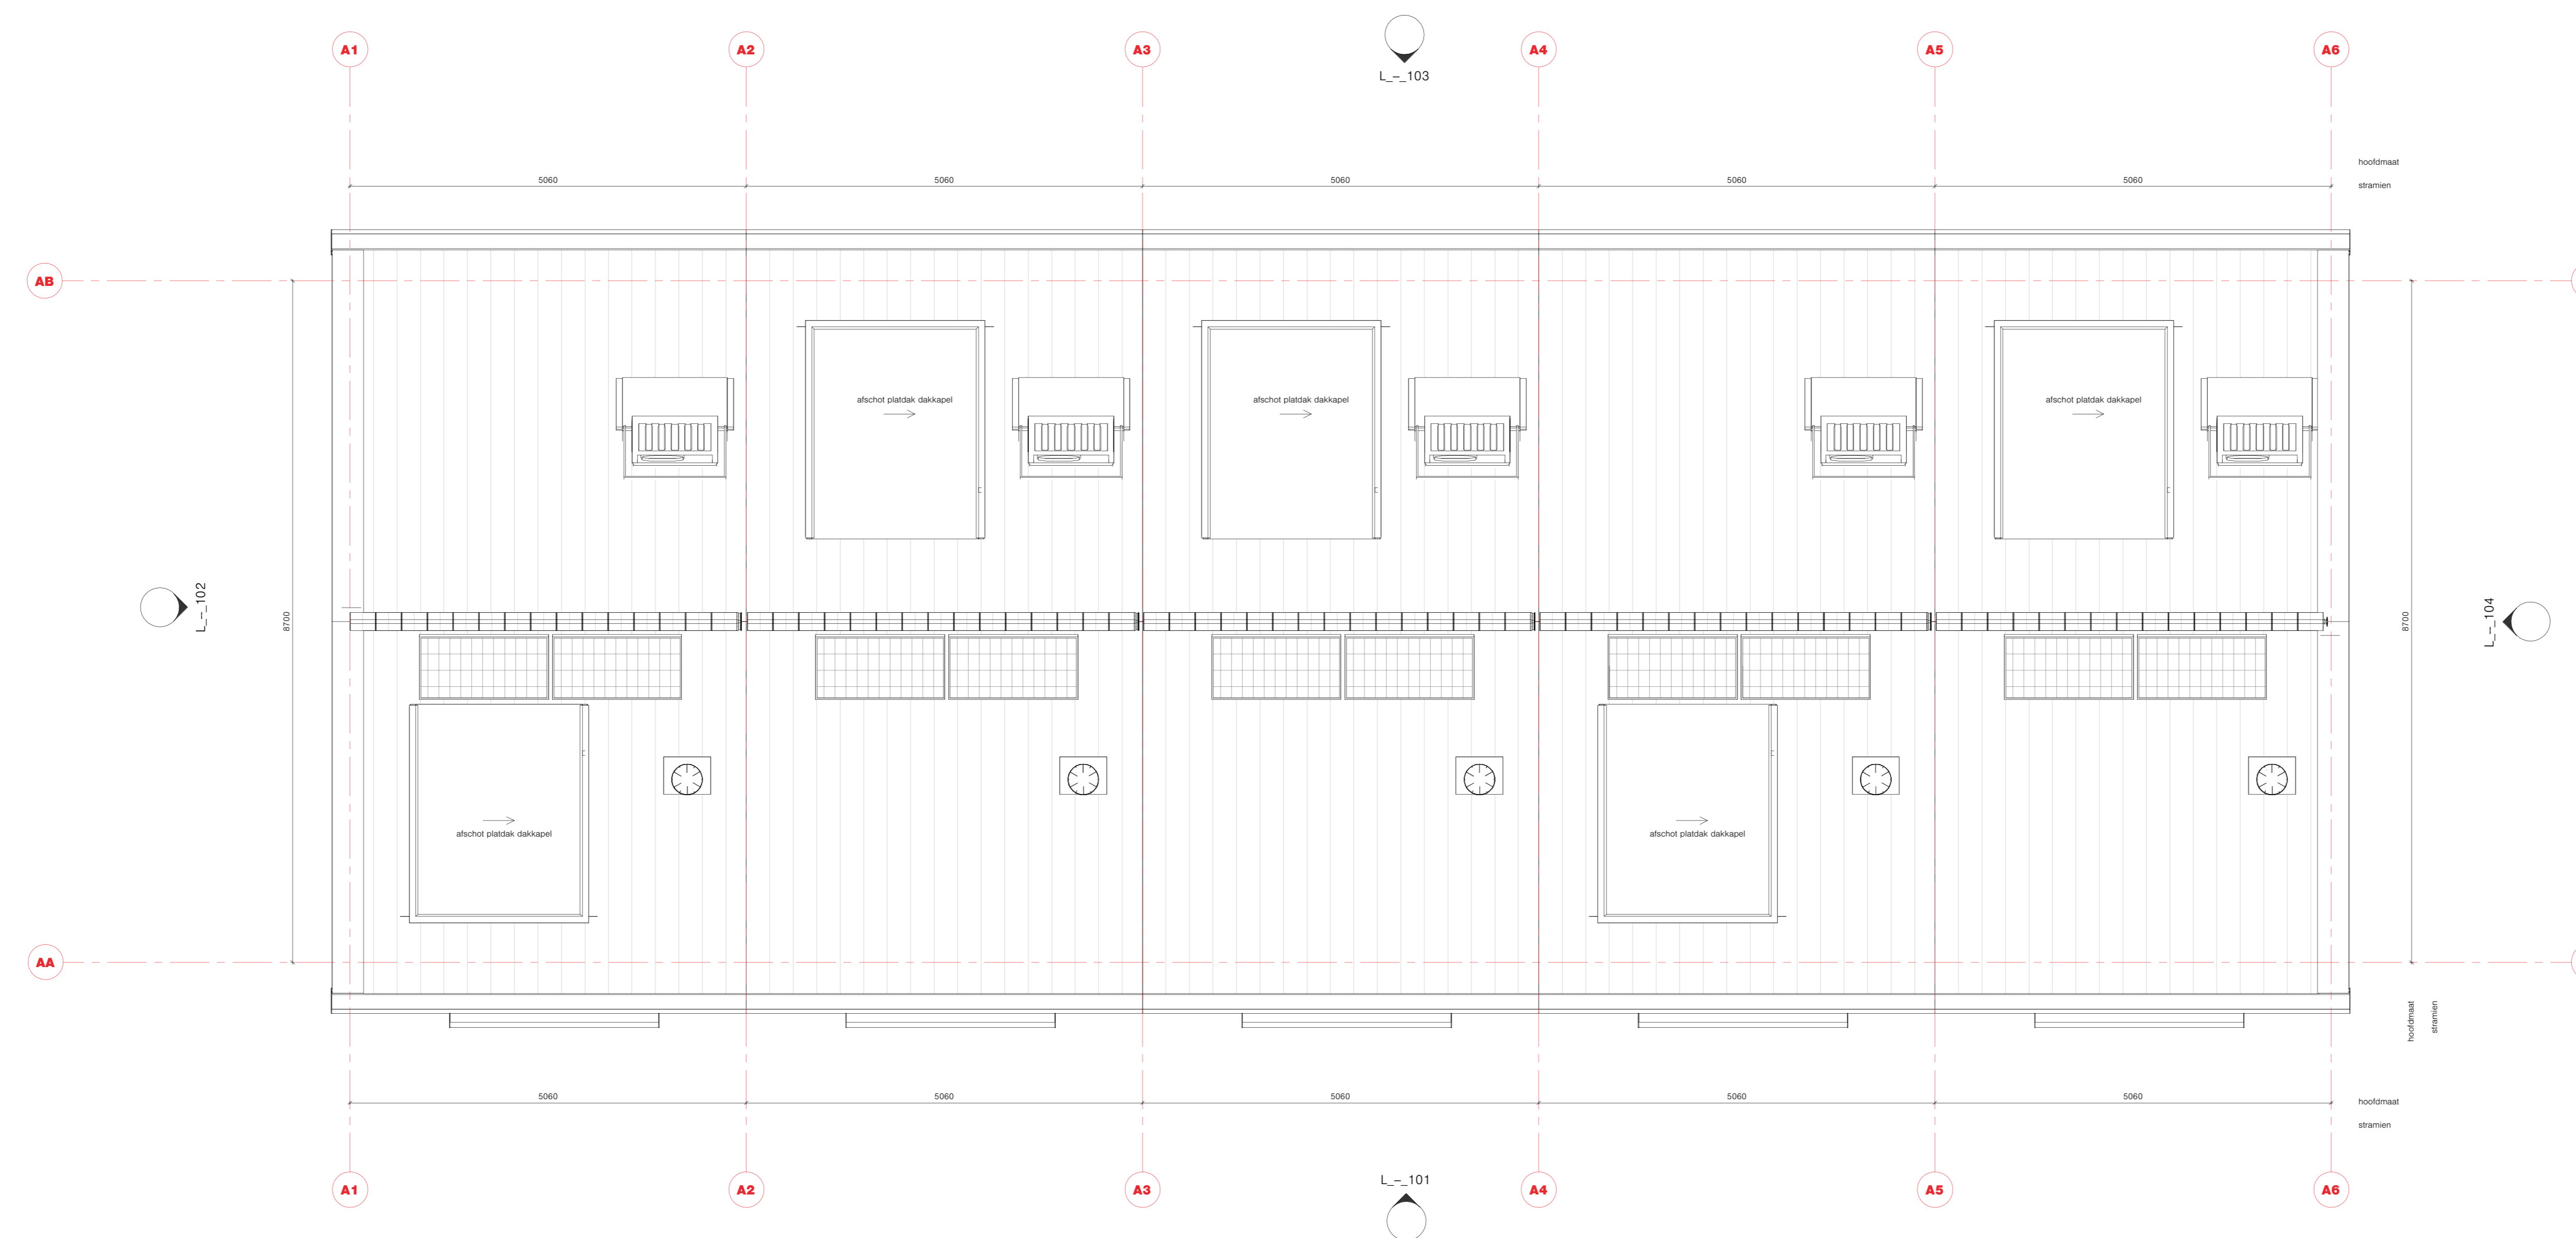 A1 A2 A3 A4 A5 A6
L_–_103
hoofdmaat
5060 5060 5060 5060 5060
stramien
AB
afschot platdak dakkapel afschot platdak dakkapel afschot platdak dakkapel
L_–_102
8700
8700
L_–_104
afschot platdak dakkapel afschot platdak dakkapel
AA
hoofdmaat
stramien
5060 5060 5060 5060 5060
hoofdmaat
stramien
L_–_101
A1 A2 A3 A4 A5 A6